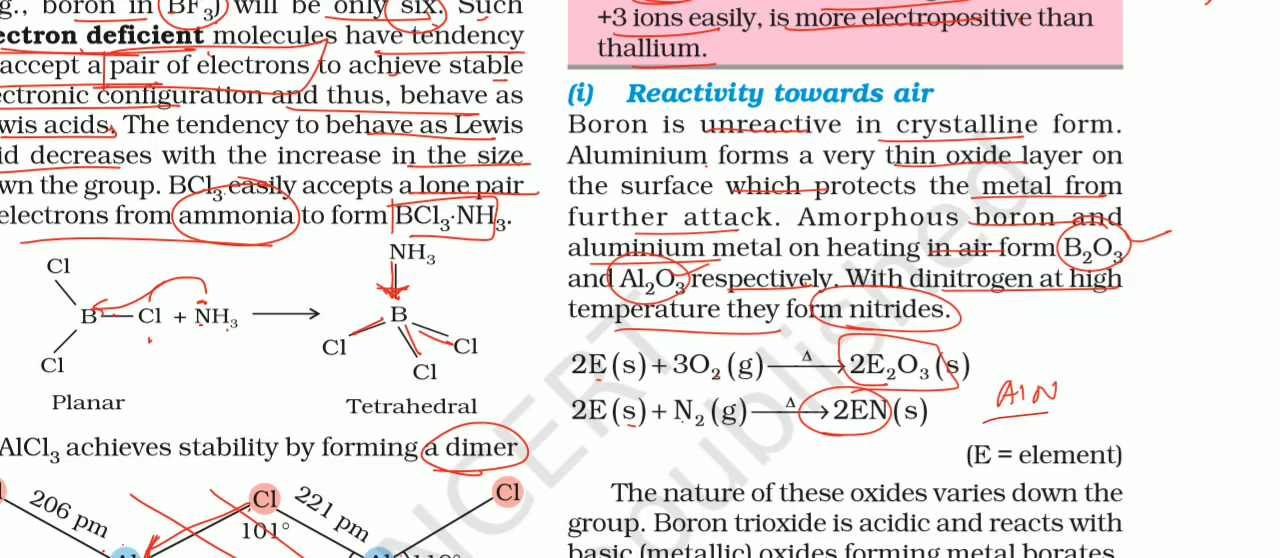 g., boron in BF3) will be only six. Such
ectron deficient molecules have tendency
accept a pair of electrons to achieve stable
ectronic configuration and thus, behave as
wis acids. The tendency to behave as Lewis
id decreases with the increase in the size
wn the group. BCl3 easily accepts a lone pair
electrons from ammonia to form BCl3·NH3.
Cl
B — Cl + NH3 ⟶
Cl
Planar
NH3
B
Cl Cl
Cl
Tetrahedral
AlCl3 achieves stability by forming a dimer
206 pm Cl 221 pm Cl
101°
+3 ions easily, is more electropositive than
thallium.
(i) Reactivity towards air
Boron is unreactive in crystalline form.
Aluminium forms a very thin oxide layer on
the surface which protects the metal from
further attack. Amorphous boron and
aluminium metal on heating in air form B2O3
and Al2O3 respectively. With dinitrogen at high
temperature they form nitrides.
2E(s)+3O2(g) —Δ→ 2E2O3(s)
2E(s)+N2(g) —Δ→ 2EN(s)
AlN
(E = element)
The nature of these oxides varies down the
group. Boron trioxide is acidic and reacts with
basic (metallic) oxides forming metal borates.
NCERT
published